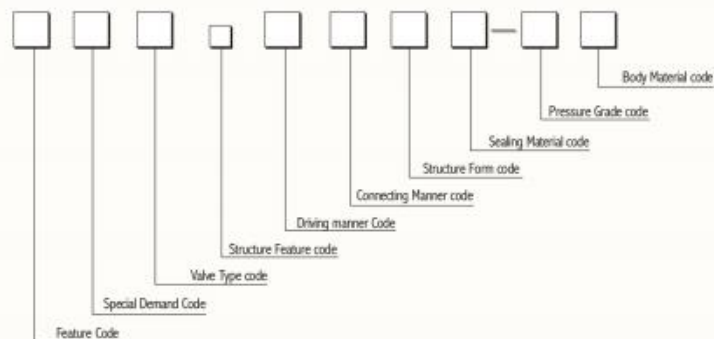 Body Material code
Pressure Grade code
Sealing Material code
Structure Form code
Connecting Manner code
Driving manner Code
Structure Feature code
Valve Type code
Special Demand Code
Feature Code